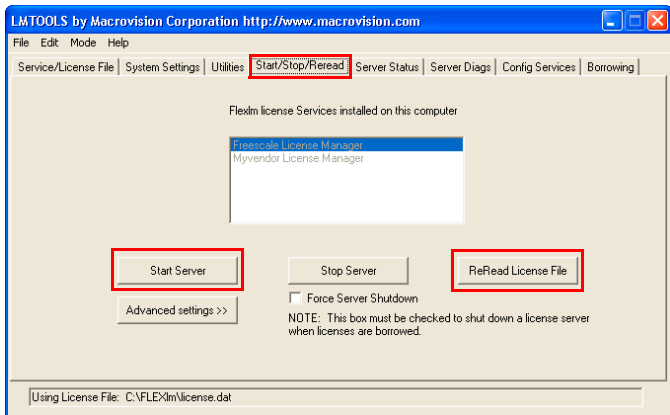 LMTOOLS by Macrovision Corporation http://www.macrovision.com
File Edit Mode Help
Service/License File System Settings Utilities Start/Stop/Reread Server Status Server Diags Config Services Borrowing
Flexlm license Services installed on this computer
Freescale License Manager
Myvendor License Manager
Start Server Stop Server ReRead License File
Advanced settings >> Force Server Shutdown
NOTE: This box must be checked to shut down a license server
when licenses are borrowed.
Using License File: C:\FLEXlm\license.dat